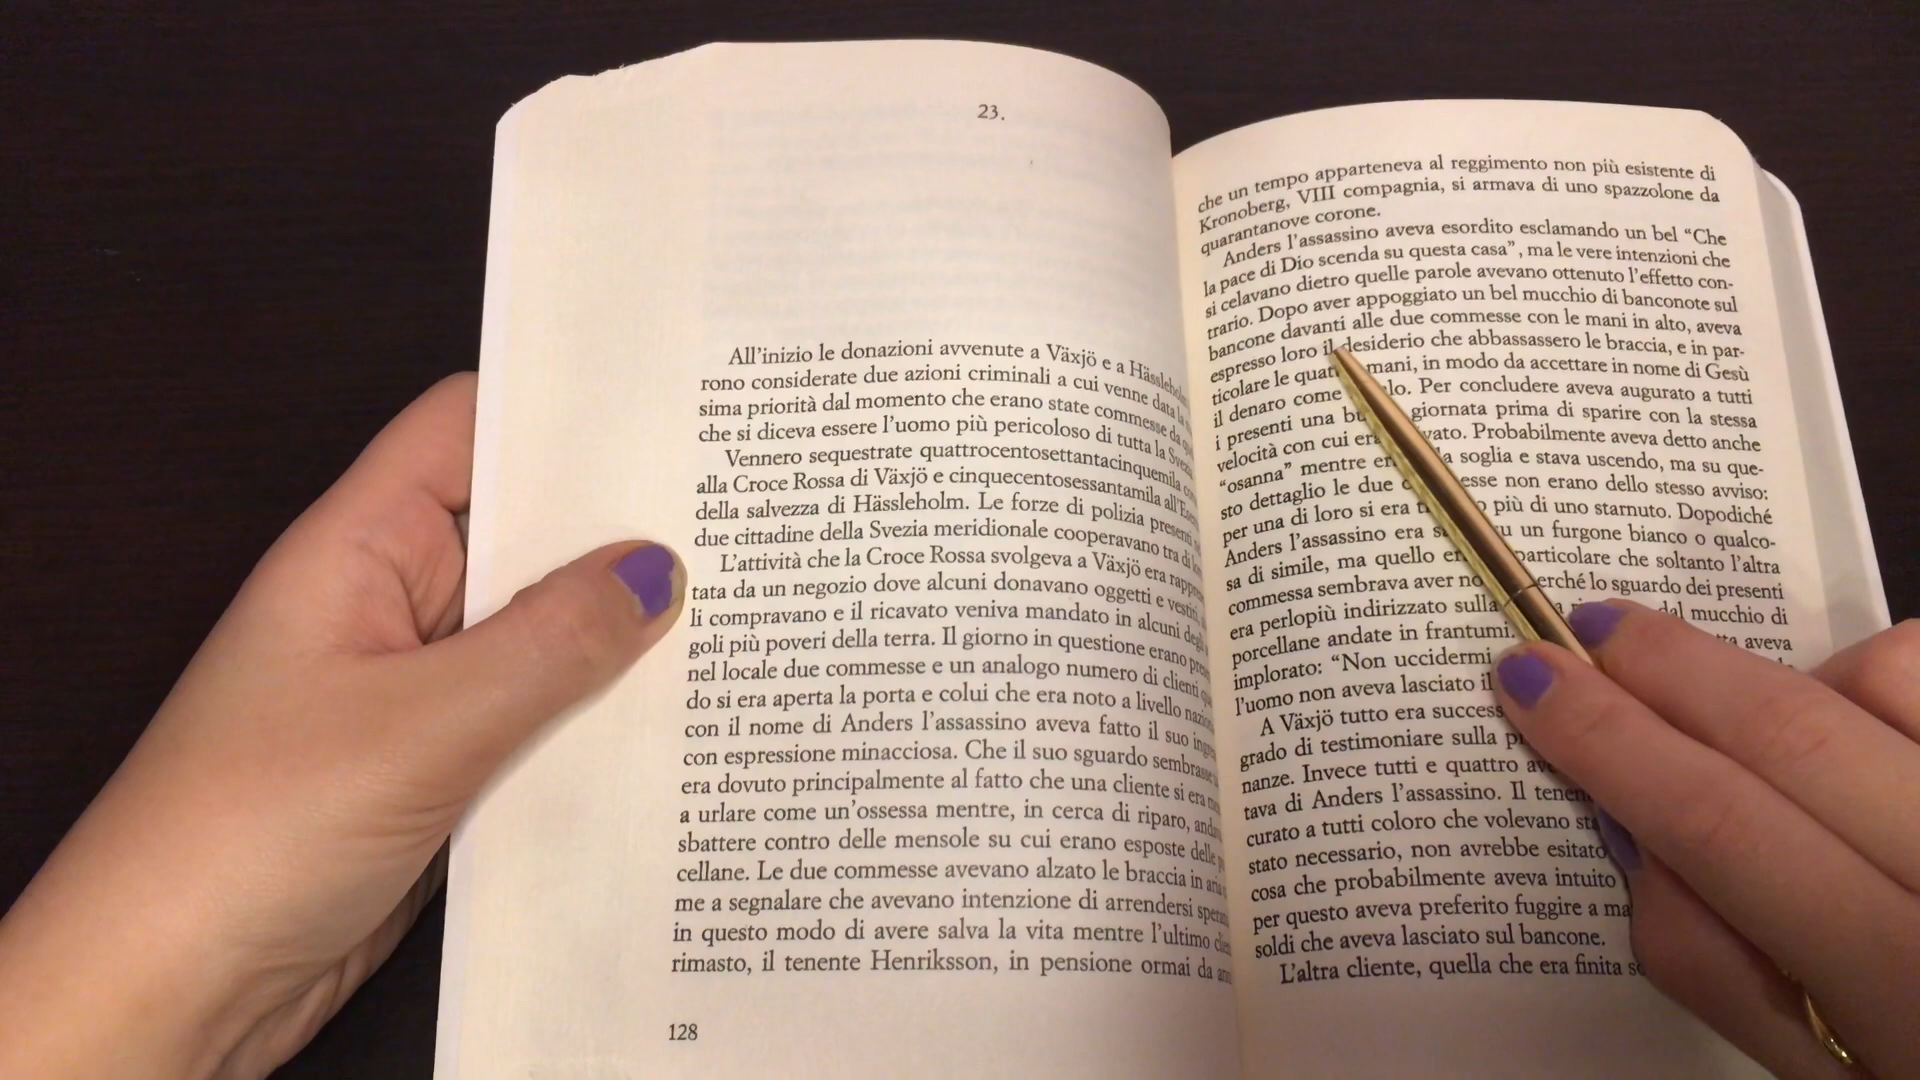 23.
All'inizio le donazioni avvenute a Växjö e a Hässleholm
rono considerate due azioni criminali a cui venne data la
sima priorità dal momento che erano state commesse da
che si diceva essere l'uomo più pericoloso di tutta la Svezia
Vennero sequestrate quattrocentosettantacinquemila
alla Croce Rossa di Växjö e cinquecentosessantamila all'
della salvezza di Hässleholm. Le forze di polizia presenti
due cittadine della Svezia meridionale cooperavano tra di
L'attività che la Croce Rossa svolgeva a Växjö era
tata da un negozio dove alcuni donavano oggetti e vestiti,
li compravano e il ricavato veniva mandato in alcuni
goli più poveri della terra. Il giorno in questione erano
nel locale due commesse e un analogo numero di clienti
do si era aperta la porta e colui che era noto a livello
con il nome di Anders l'assassino aveva fatto il suo
con espressione minacciosa. Che il suo sguardo
era dovuto principalmente al fatto che una cliente si era
a urlare come un'ossessa mentre, in cerca di riparo,
sbattere contro delle mensole su cui erano esposte delle
cellane. Le due commesse avevano alzato le braccia in aria
me a segnalare che avevano intenzione di arrendersi
in questo modo di avere salva la vita mentre l'ultimo
rimasto, il tenente Henriksson, in pensione ormai da
128
che un tempo apparteneva al reggimento non più esistente di
Kronoberg, VIII compagnia, si armava di uno spazzolone da
quarantanove corone.
Anders l'assassino aveva esordito esclamando un bel “Che
la pace di Dio scenda su questa casa”, ma le vere intenzioni che
si celavano dietro quelle parole avevano ottenuto l'effetto con-
trario. Dopo aver appoggiato un bel mucchio di banconote sul
bancone davanti alle due commesse con le mani in alto, aveva
espresso loro il desiderio che abbassassero le braccia, e in par-
ticolare le mani, in modo da accettare in nome di Gesù
il denaro come Per concludere aveva augurato a tutti
i presenti una giornata prima di sparire con la stessa
velocità con cui era Probabilmente aveva detto anche
“osanna” mentre la soglia e stava uscendo, ma su que-
sto dettaglio le due non erano dello stesso avviso:
per una di loro si era più di uno starnuto. Dopodiché
Anders l'assassino era su un furgone bianco o qualco-
sa di simile, ma quello particolare che soltanto l'altra
commessa sembrava aver perché lo sguardo dei presenti
era perlopiù indirizzato sulla dal mucchio di
porcellane andate in frantumi. aveva
implorato: “Non uccidermi
l'uomo non aveva lasciato il
A Växjö tutto era
grado di testimoniare sulla
nanze. Invece tutti e quattro
tava di Anders l'assassino. Il
curato a tutti coloro che volevano
stato necessario, non avrebbe esitato
cosa che probabilmente aveva intuito
per questo aveva preferito fuggire a
soldi che aveva lasciato sul bancone.
L'altra cliente, quella che era finita